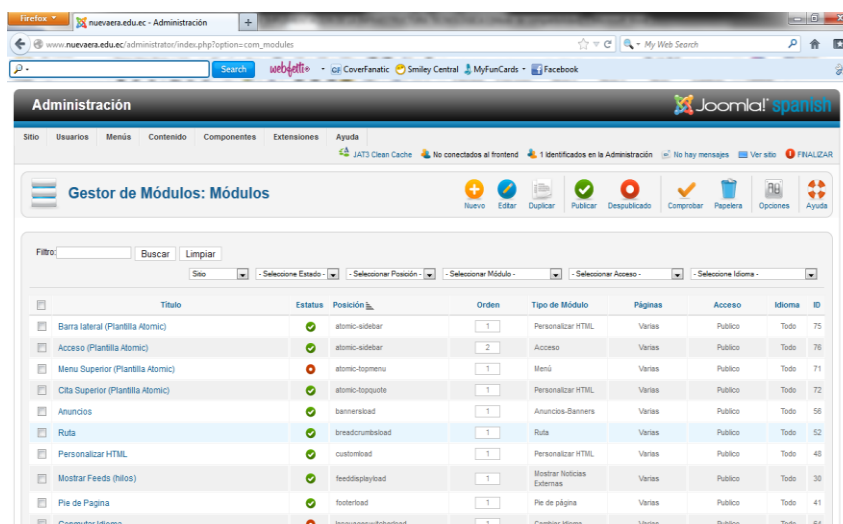 Firefox
nuevaera.edu.ec - Administración
www.nuevaera.edu.ec/administrator/index.php?option=com_modules
My Web Search
Search webfetti CF CoverFanatic Smiley Central MyFunCards Facebook
Administración Joomla! spanish
Sitio Usuarios Menús Contenido Componentes Extensiones Ayuda
JAT3 Clean Cache No conectados al frontend 1 Identificados en la Administración No hay mensajes Ver sitio FINALIZAR
Gestor de Módulos: Módulos
Nuevo Editar Duplicar Publicar Despublicado Comprobar Papelera Opciones Ayuda
Filtro: Buscar Limpiar
Sitio - Seleccione Estado - - Seleccionar Posición - - Seleccionar Módulo - - Seleccionar Acceso - - Seleccione Idioma -
Título Estatus Posición Orden Tipo de Módulo Páginas Acceso Idioma ID
Barra lateral (Plantilla Atomic) atomic-sidebar 1 Personalizar HTML Varias Publico Todo 75
Acceso (Plantilla Atomic) atomic-sidebar 2 Acceso Varias Publico Todo 76
Menu Superior (Plantilla Atomic) atomic-topmenu 1 Menú Varias Publico Todo 71
Cita Superior (Plantilla Atomic) atomic-topquote 1 Personalizar HTML Varias Publico Todo 72
Anuncios bannersload 1 Anuncios-Banners Varias Publico Todo 56
Ruta breadcrumbsload 1 Ruta Varias Publico Todo 52
Personalizar HTML customload 1 Personalizar HTML Varias Publico Todo 48
Mostrar Feeds (hilos) feeddisplayload 1 Mostrar Noticias Externas Varias Publico Todo 30
Pie de Pagina footerload 1 Pie de página Varias Publico Todo 41
Conmutar Idioma 1 Cambiar Idioma Varias Publico Todo 64